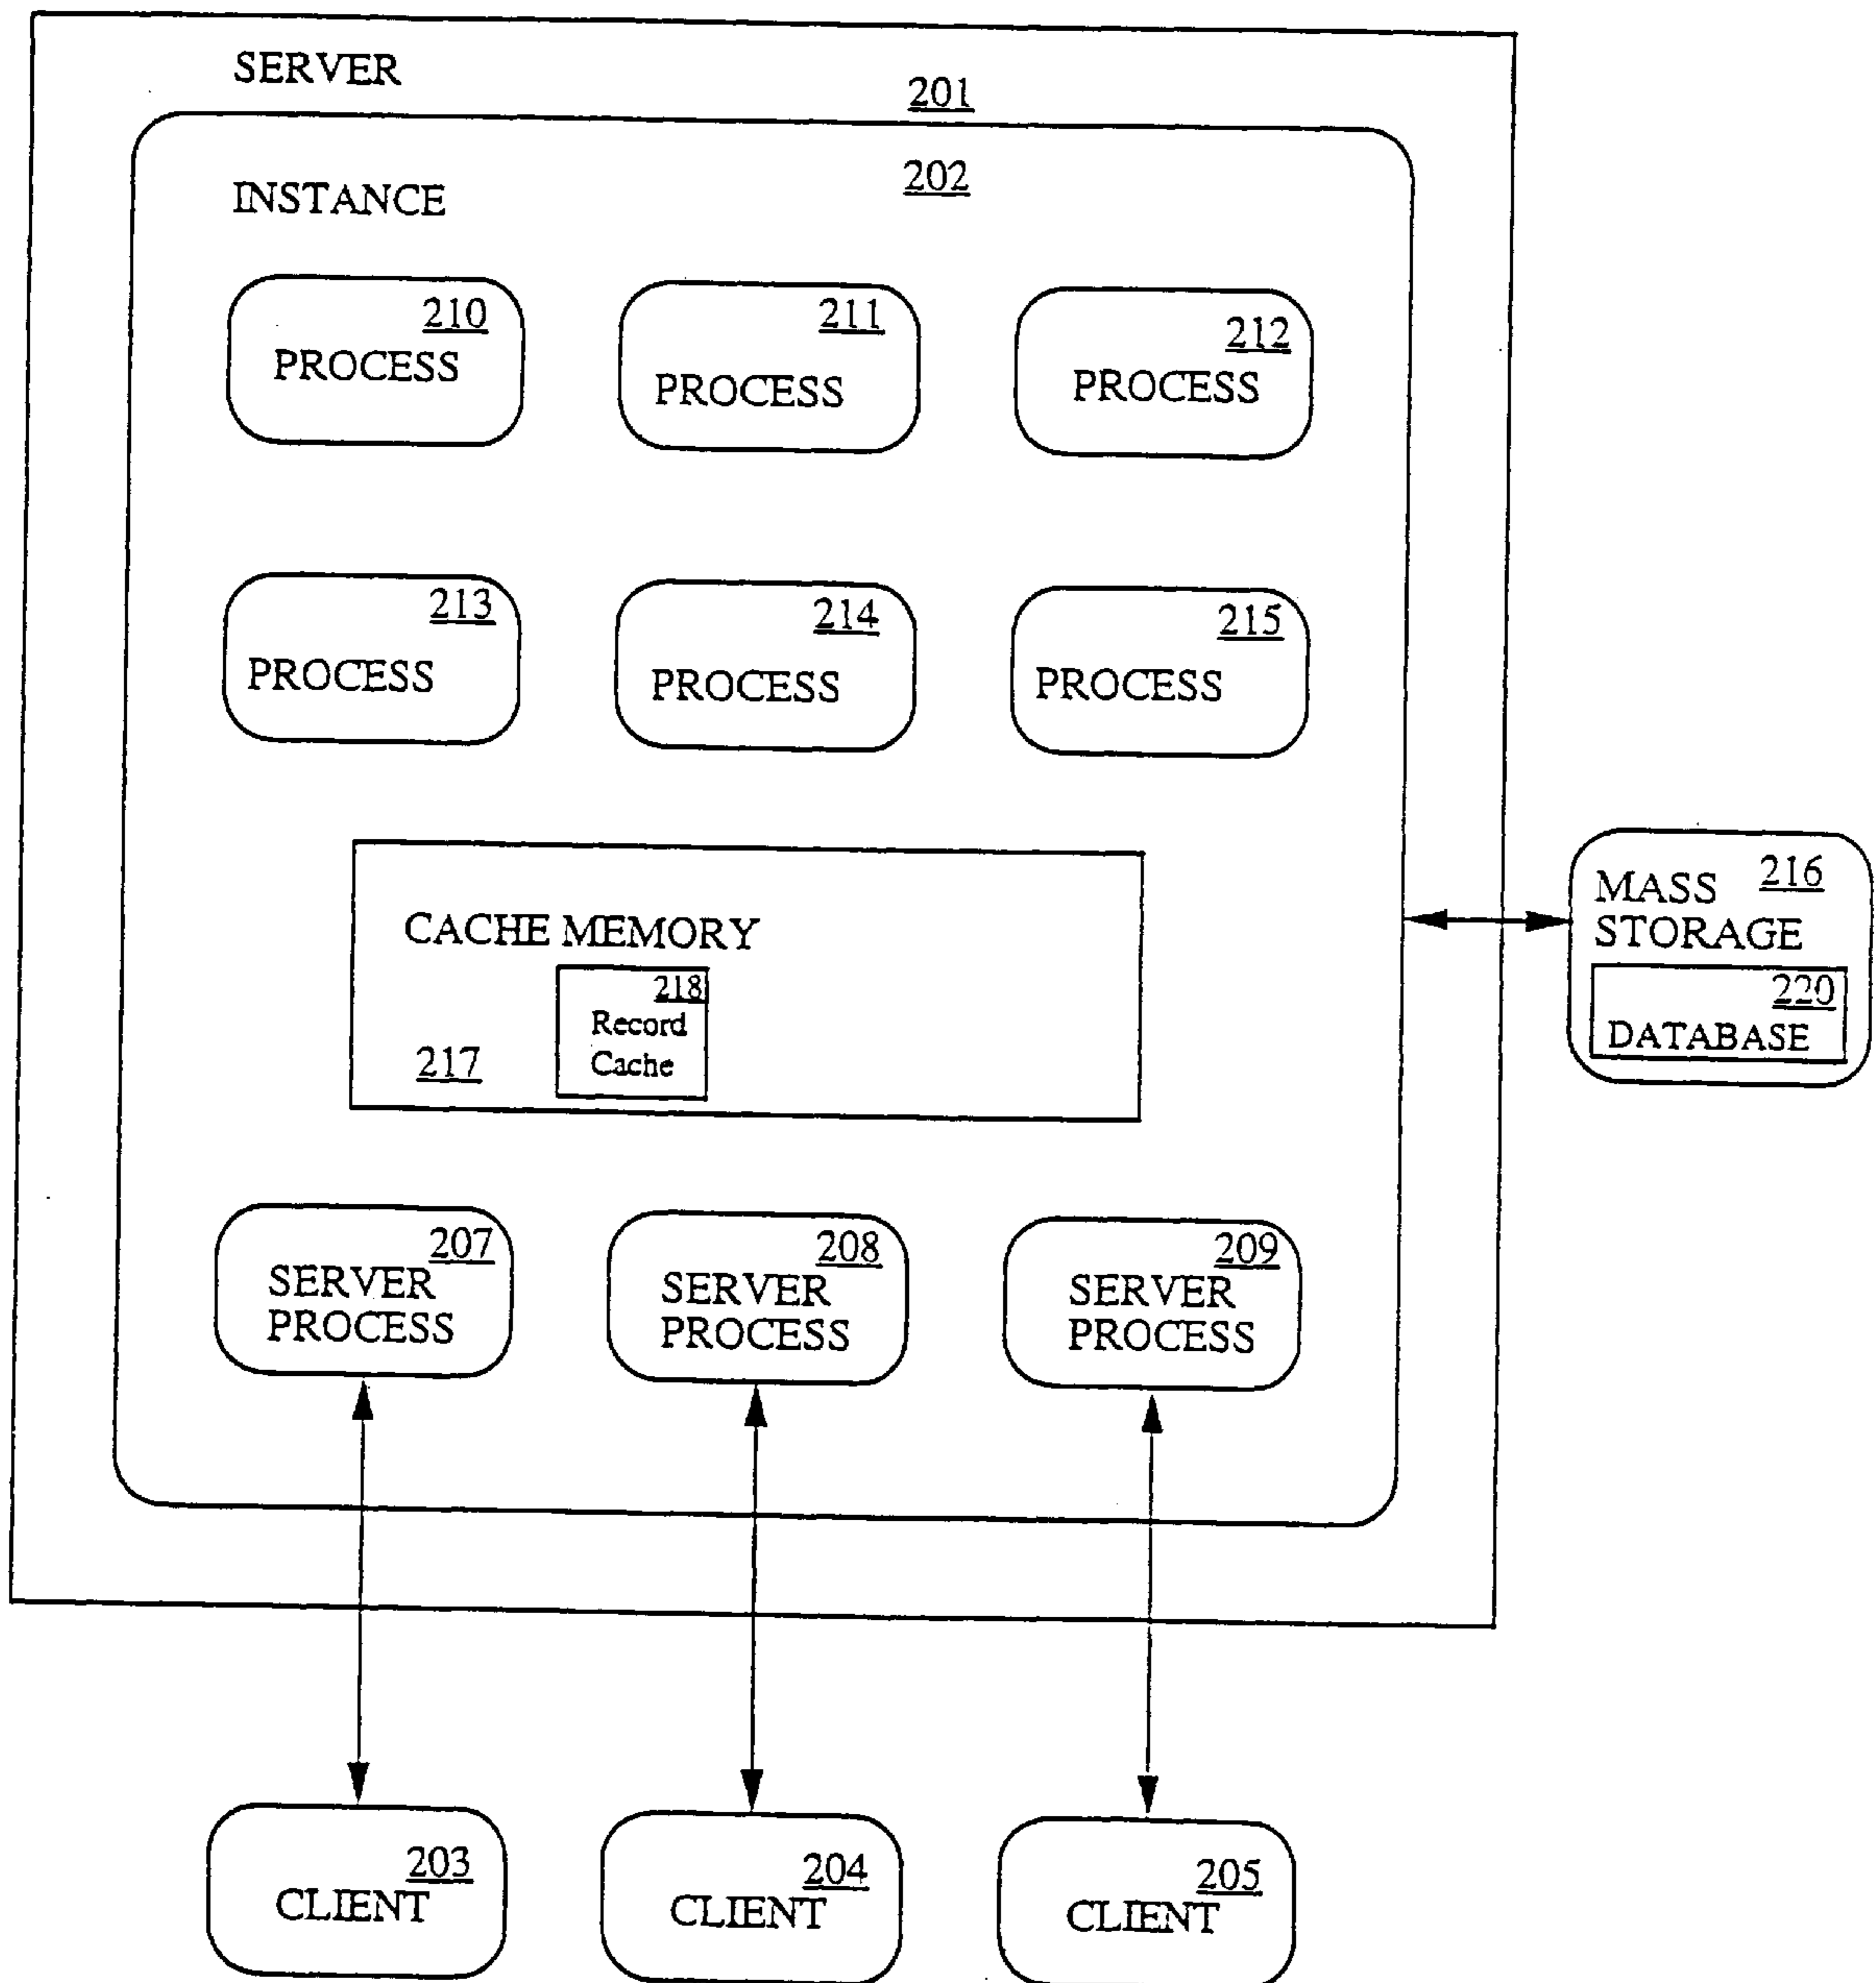 SERVER
201
202
INSTANCE
210
PROCESS
211
PROCESS
212
PROCESS
213
PROCESS
214
PROCESS
215
PROCESS
MASS 216
STORAGE
220
DATABASE
CACHE MEMORY
218
Record
Cache
217
207
SERVER
PROCESS
208
SERVER
PROCESS
209
SERVER
PROCESS
203
CLIENT
204
CLIENT
205
CLIENT